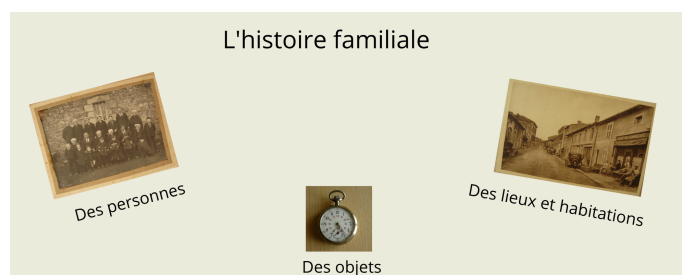 L'histoire familiale
Des personnes
Des lieux et habitations
Des objets